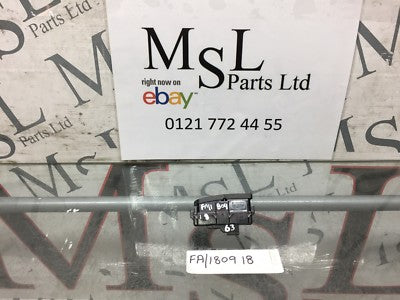 MSL
Parts Ltd
right now on
ebay
0121 772 44 55
63
FA/1809 18